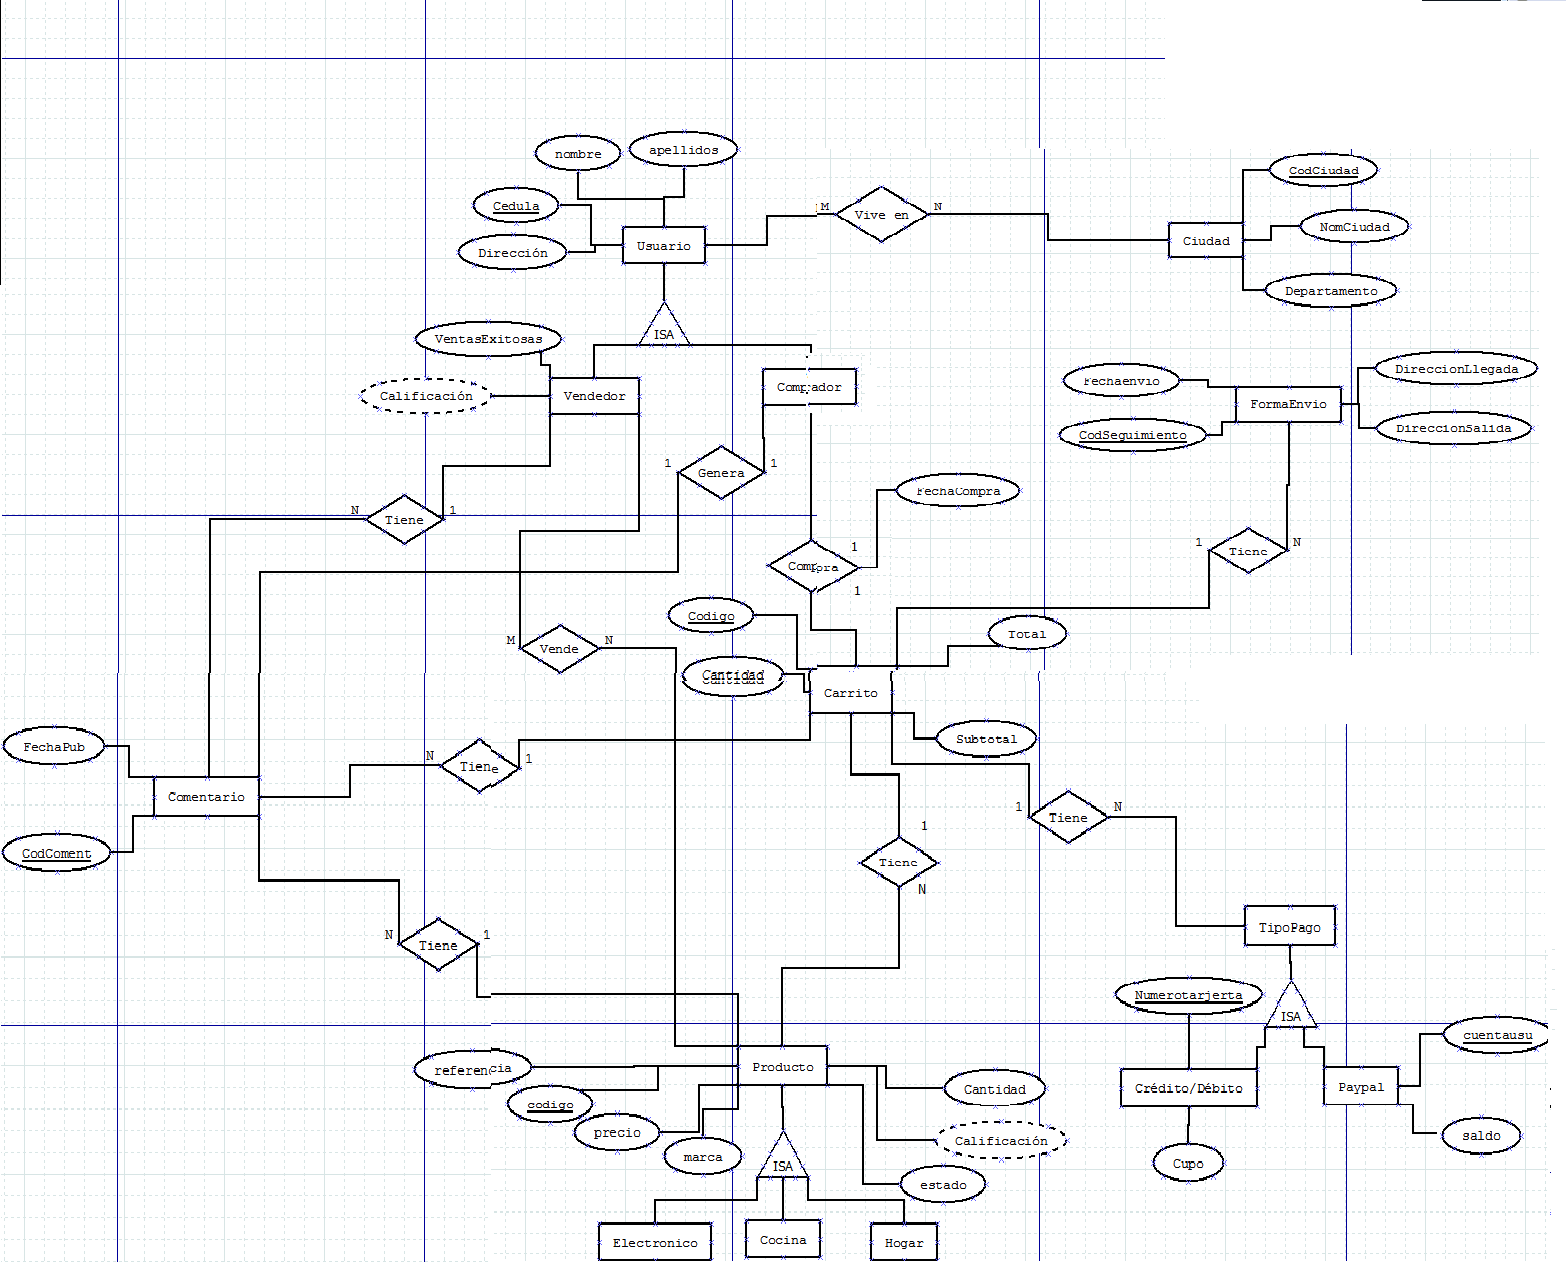 nombre
apellidos
Cedula
Dirección
Usuario
M
Vive en
N
CodCiudad
NomCiudad
Ciudad
Departamento
ISA
VentasExitosas
Calificación
Vendedor
Comprador
Fechaenvio
CodSeguimiento
FormaEnvio
DireccionLlegada
DireccionSalida
1
Genera
1
N
Tiene
1
FechaCompra
1
Compra
1
1
Tiene
N
Codigo
Total
M
Vende
N
Cantidad
Carrito
Subtotal
FechaPub
N
Tiene
1
Comentario
CodComent
1
Tiene
N
1
Tiene
N
N
Tiene
1
TipoPago
Numerotarjerta
ISA
cuentausu
Crédito/Débito
Paypal
saldo
Cupo
referencia
Producto
codigo
Cantidad
precio
marca
Calificación
ISA
estado
Electronico
Cocina
Hogar